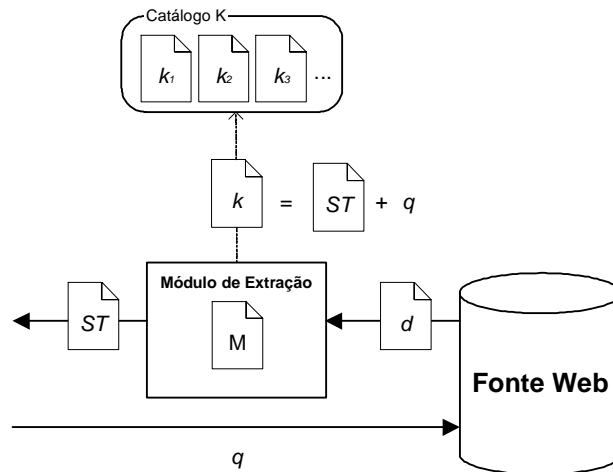 Catálogo K
k1 k2 k3 ...
k = ST + q
Módulo de Extração
ST M d
Fonte Web
q